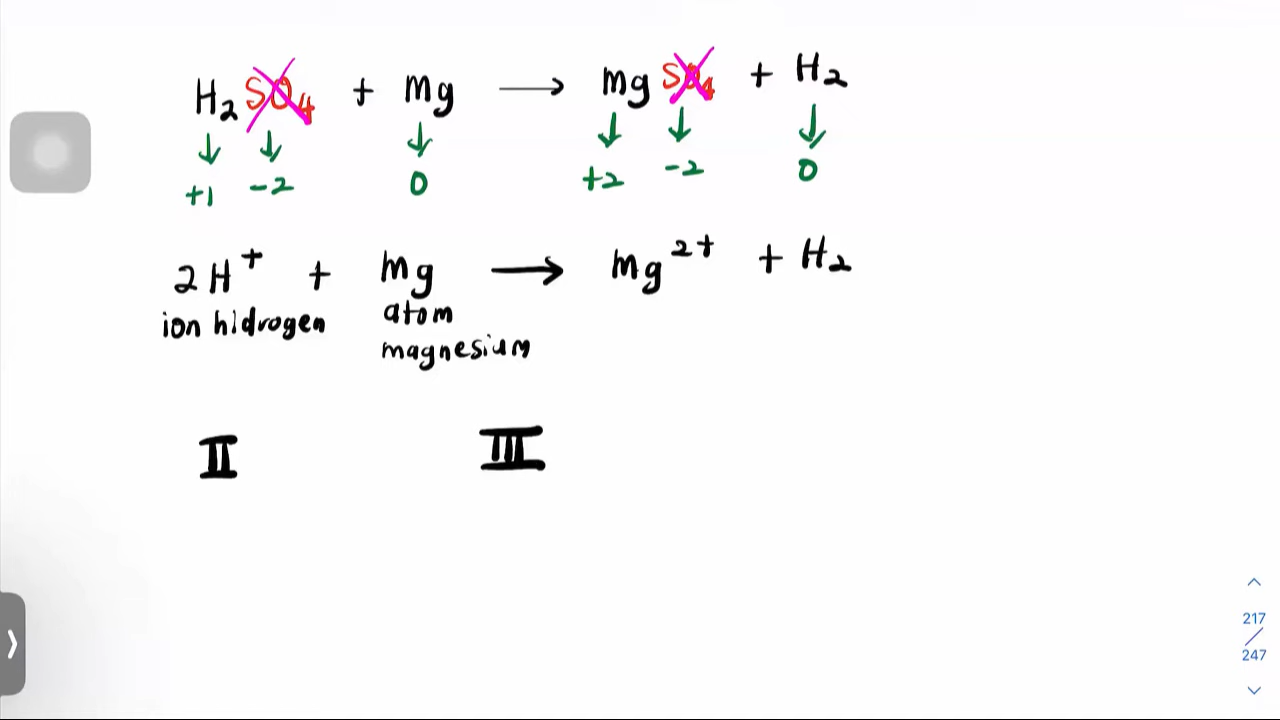 H₂SO₄ + Mg ⟶ MgSO₄ + H₂
↓ ↓ ↓ ↓ ↓ ↓
+1 -2 0 +2 -2 0
2H⁺ + Mg ⟶ Mg²⁺ + H₂
ion hidrogen atom
magnesium
II III
217
/
247